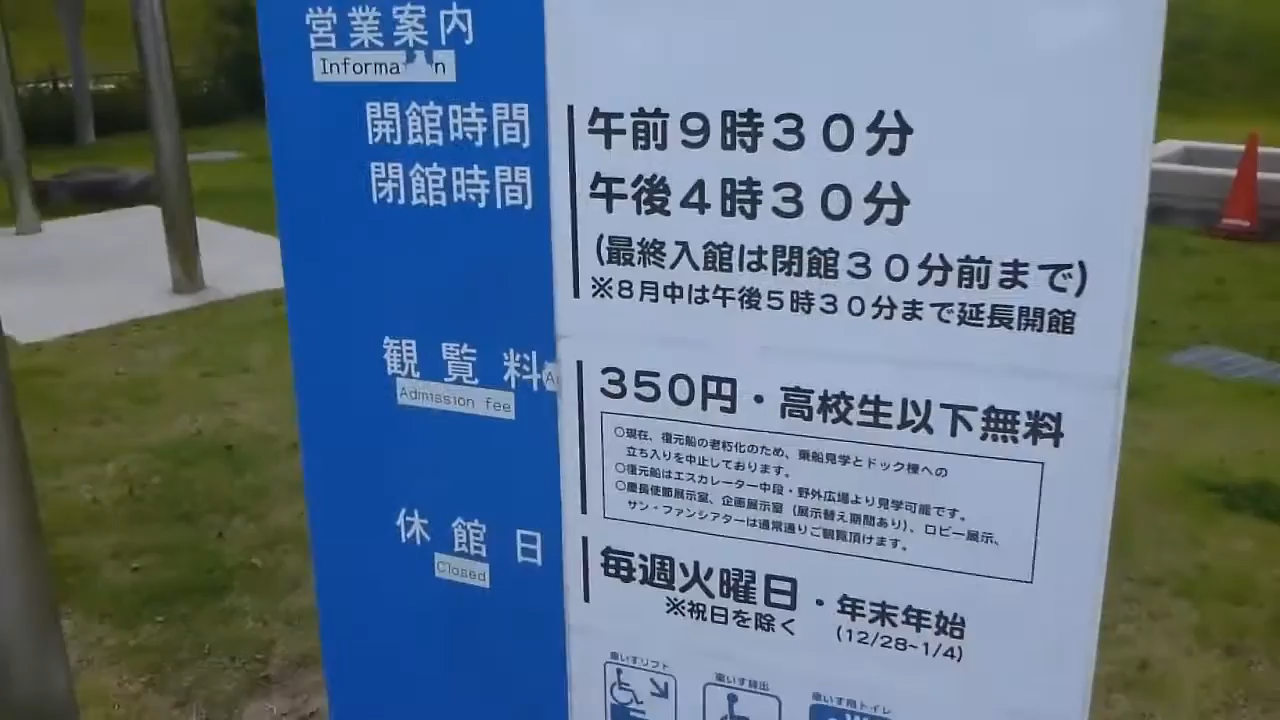 営業案内
Informa n
開館時間
午前9時30分
閉館時間
午後4時30分
(最終入館は閉館30分前まで)
※8月中は午後5時30分まで延長開館
観覧料
Admission fee
350円・高校生以下無料
○現在、復元船の老朽化のため、乗船見学とドック棟への
立ち入りを中止しております。
○復元船はエスカレーター中段・野外広場より見学可能です。
○慶長使節展示室、企画展示室(展示替え期間あり)、ロビー展示、
サン・ファンシアターは通常通りご観覧頂けます。
休館日
Closed
毎週火曜日・年末年始
※祝日を除く
(12/28~1/4)
車いすリフト
車いす貸出
車いす用トイレ